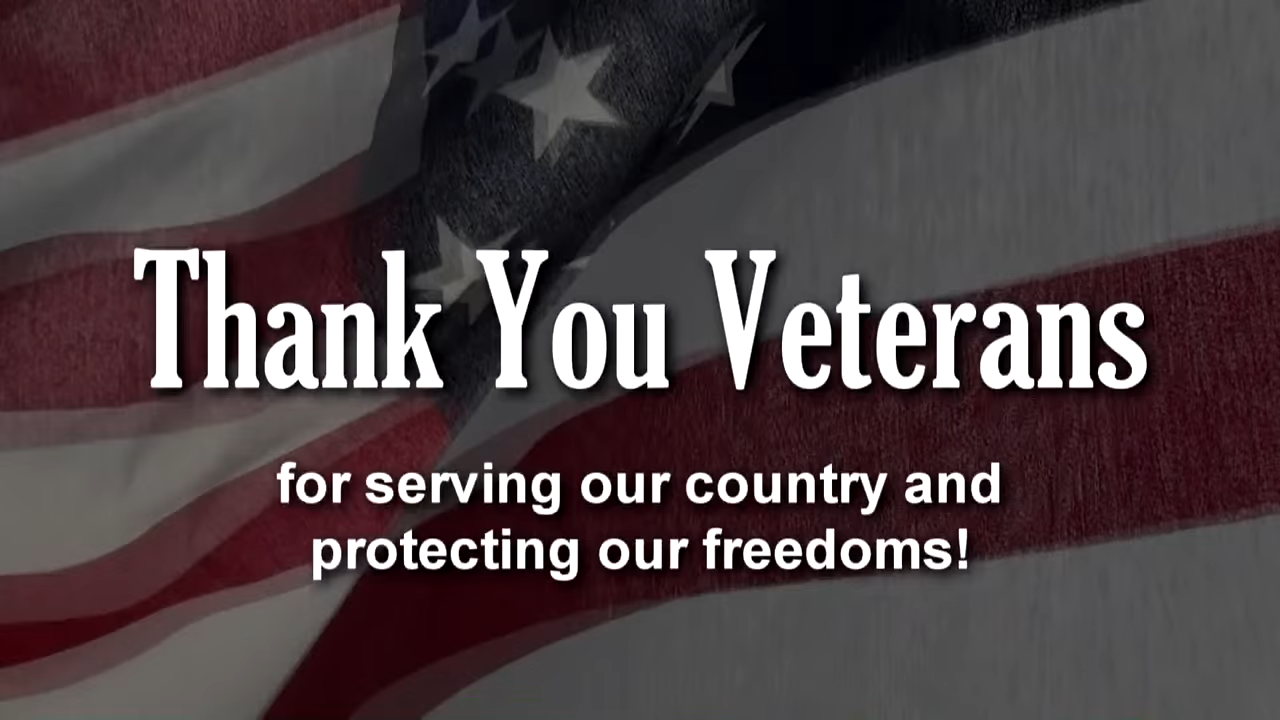 Thank You Veterans
for serving our country and
protecting our freedoms!